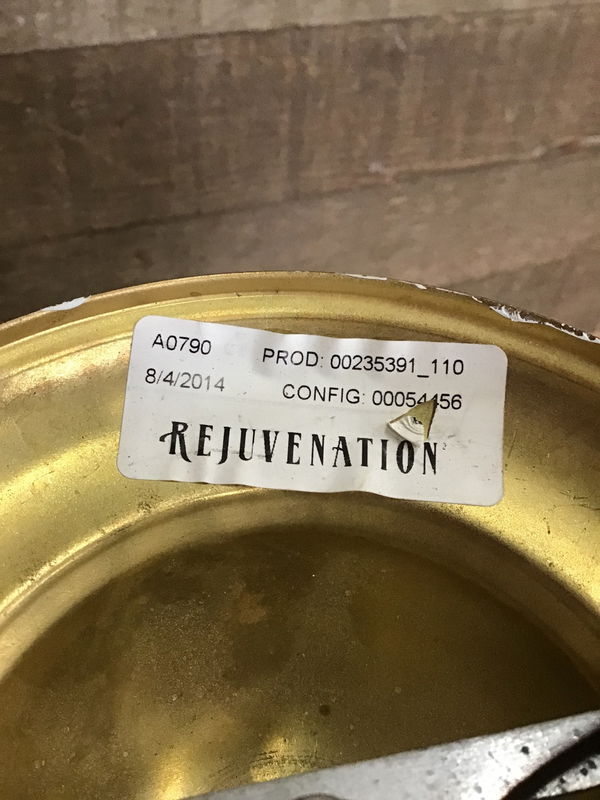 A0790 PROD: 00235391_110
8/4/2014 CONFIG: 00054456
REJUVENATION